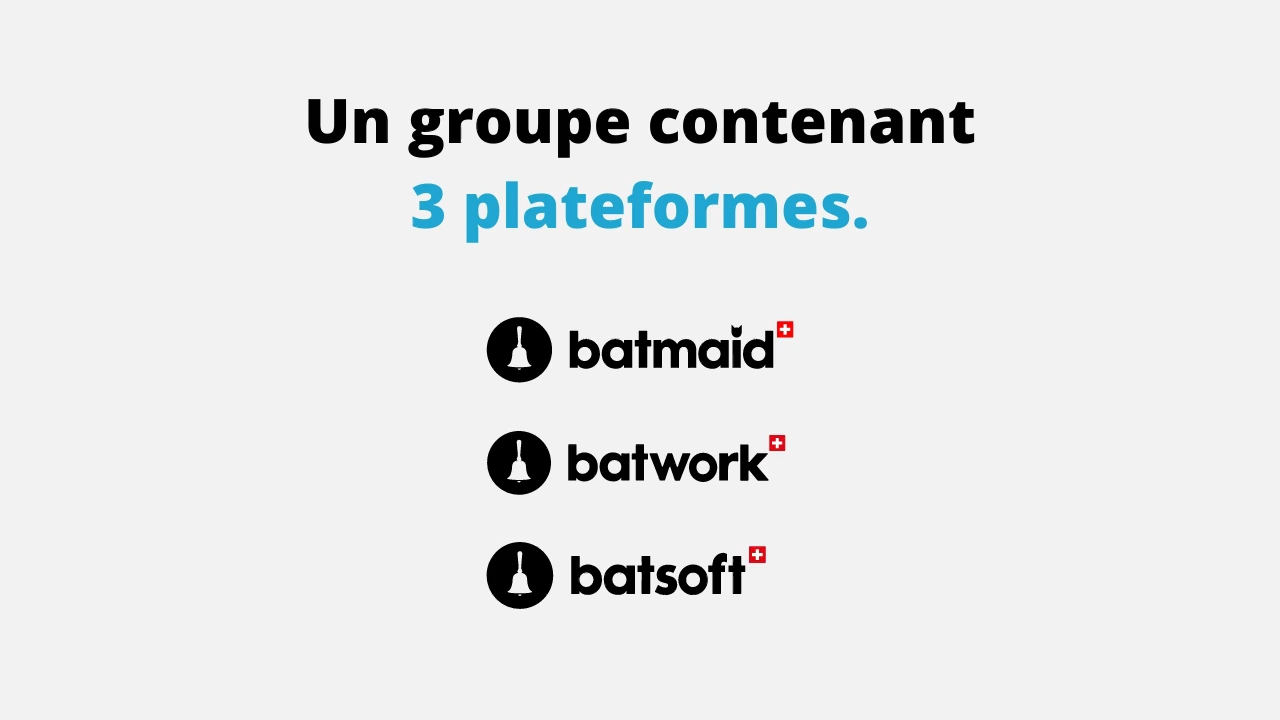 Un groupe contenant
3 plateformes.
batmaid
batwork
batsoft